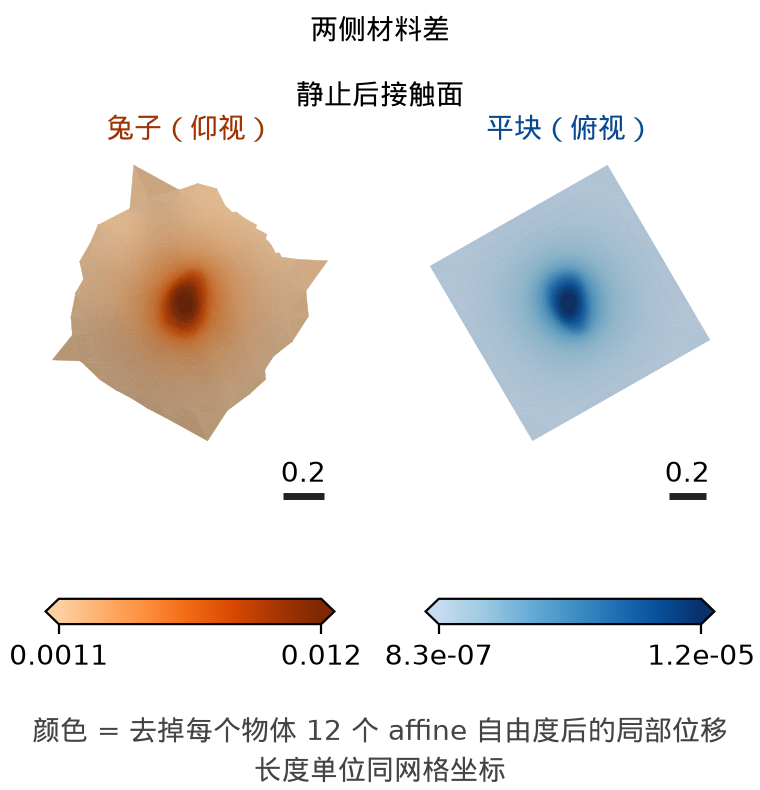 两侧材料差
静止后接触面
兔子（仰视）
平块（俯视）
0.2
0.2
0.0011 0.012
8.3e-07 1.2e-05
颜色 = 去掉每个物体 12 个 affine 自由度后的局部位移
长度单位同网格坐标